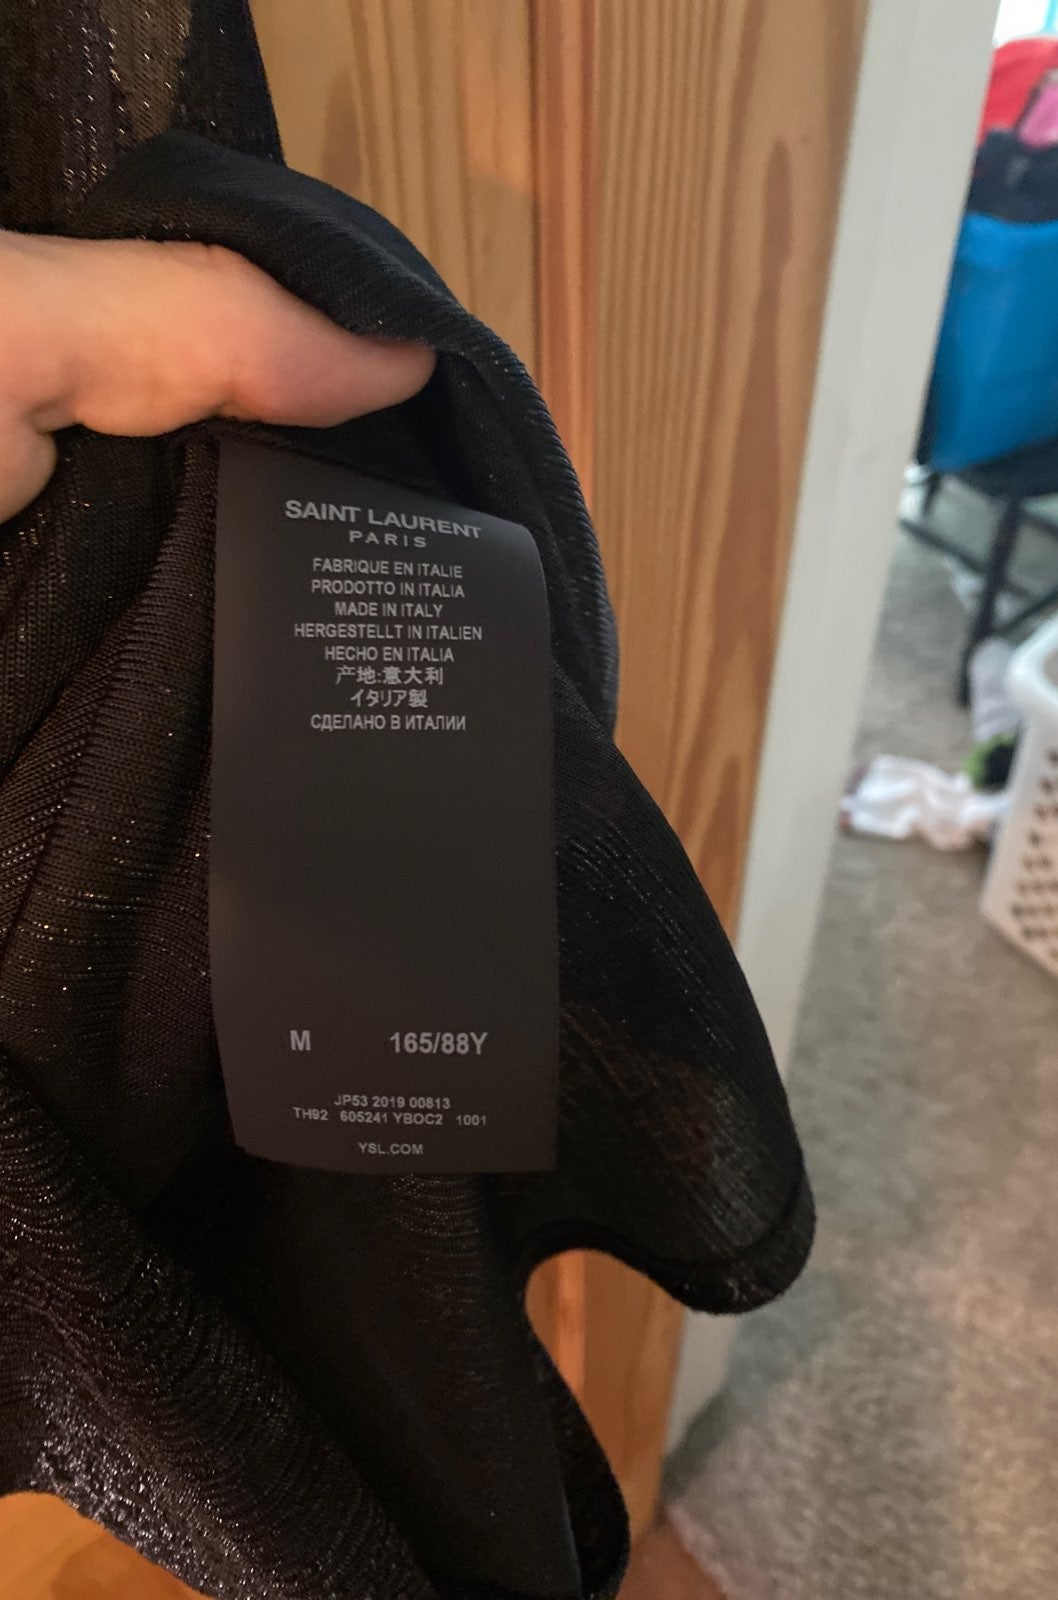 SAINT LAURENT
PARIS
FABRIQUE EN ITALIE
PRODOTTO IN ITALIA
MADE IN ITALY
HERGESTELLT IN ITALIEN
HECHO EN ITALIA
产地:意大利
イタリア製
СДЕЛАНО В ИТАЛИИ
M 165/88Y
JP53 2019 00813
TH92 605241 YBOC2 1001
YSL.COM